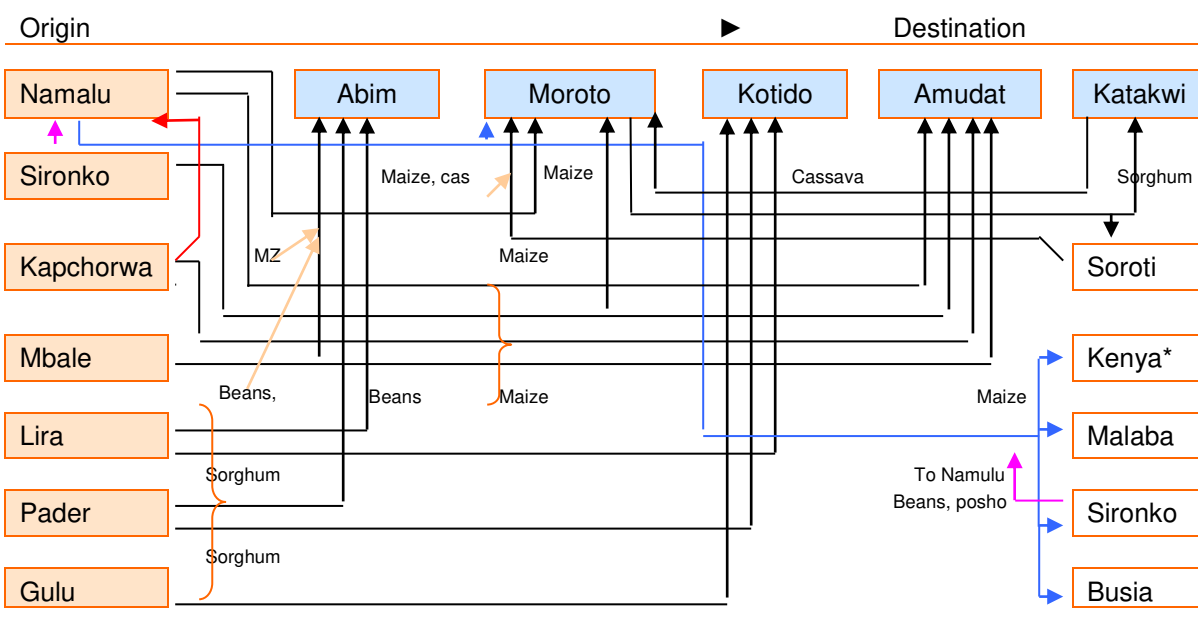 Origin ► Destination
Namalu Abim Moroto Kotido Amudat Katakwi
Sironko Maize, cas Maize Cassava Sorghum
Kapchorwa MZ Maize Soroti
Mbale Kenya*
Beans, Beans Maize Maize
Lira Malaba
Sorghum To Namulu
Pader Beans, posho Sironko
Sorghum
Gulu Busia